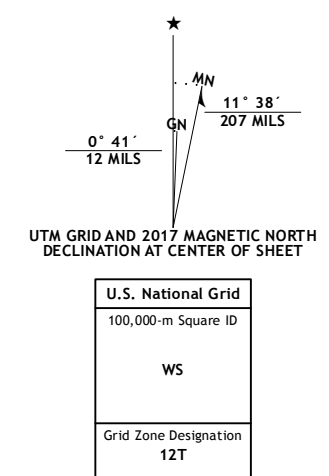 ★
MN
11° 38´
207 MILS
GN
0° 41´
12 MILS
UTM GRID AND 2017 MAGNETIC NORTH
DECLINATION AT CENTER OF SHEET
U.S. National Grid
100,000-m Square ID
WS
Grid Zone Designation
12T